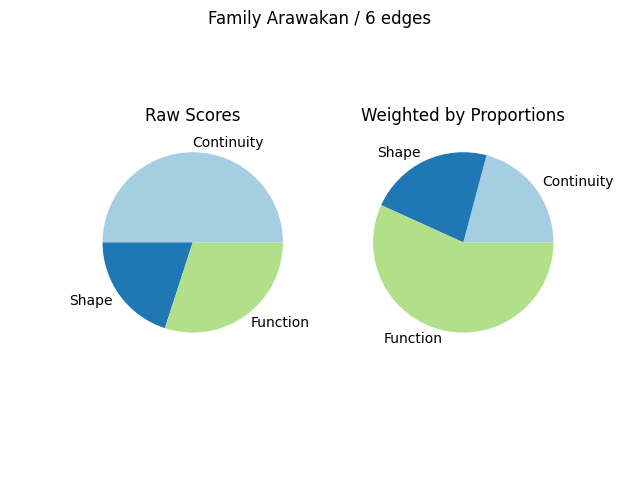 Family Arawakan / 6 edges
Raw Scores
Continuity
Shape
Function
Weighted by Proportions
Shape
Continuity
Function